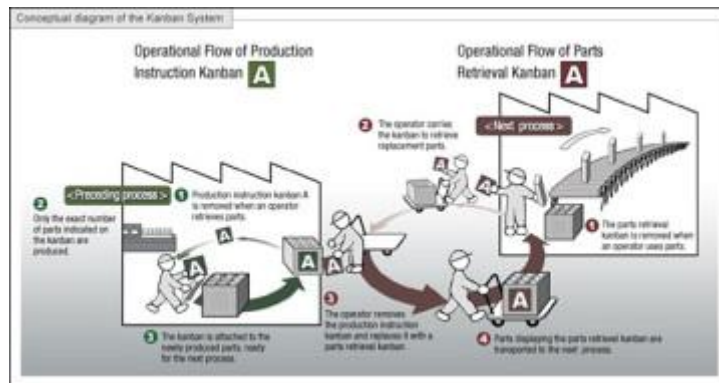 Conceptual diagram of the Kanban System
Operational Flow of Production
Instruction Kanban A
Operational Flow of Parts
Retrieval Kanban A
<Preceding process>
1 Production instruction kanban A
is removed when an operator
retrieves parts.
2
Only the exact number
of parts indicated on
the kanban are
produced.
A
A
A
A
3 The kanban is attached to the
newly produced parts, ready
for the next process.
<Next process>
1 The parts retrieval
kanban is removed when
an operator uses parts.
2 The operator carries
the kanban to retrieve
replacement parts.
A
A
3
The operator removes
the production instruction
kanban and replaces it with a
parts retrieval kanban.
A
4 Parts displaying the parts retrieval kanban are
transported to the next process.